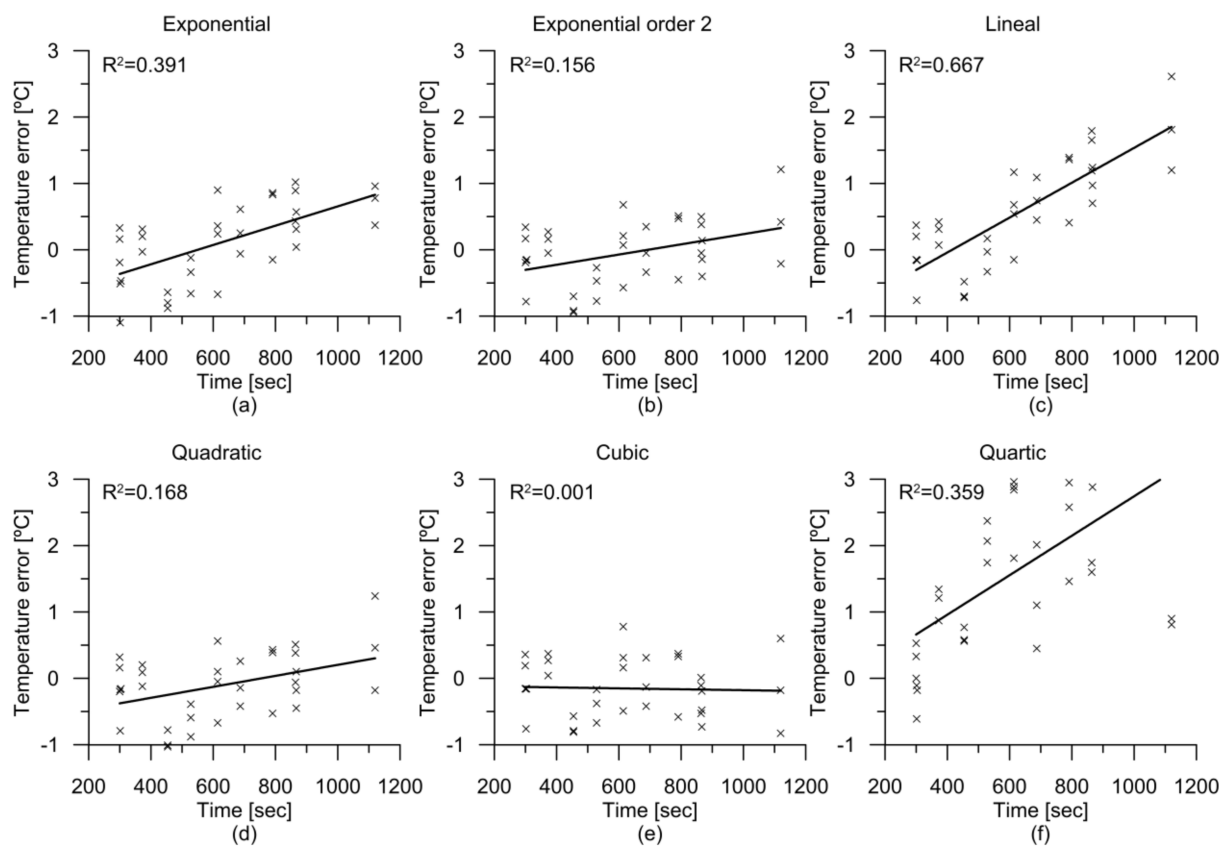 Exponential
R²=0.391
Temperature error [ºC]
3
2
1
0
-1
200 400 600 800 1000 1200
Time [sec]
(a)
Exponential order 2
R²=0.156
Temperature error [ºC]
3
2
1
0
-1
200 400 600 800 1000 1200
Time [sec]
(b)
Lineal
R²=0.667
Temperature error [ºC]
3
2
1
0
-1
200 400 600 800 1000 1200
Time [sec]
(c)
Quadratic
R²=0.168
Temperature error [ºC]
3
2
1
0
-1
200 400 600 800 1000 1200
Time [sec]
(d)
Cubic
R²=0.001
Temperature error [ºC]
3
2
1
0
-1
200 400 600 800 1000 1200
Time [sec]
(e)
Quartic
R²=0.359
Temperature error [ºC]
3
2
1
0
-1
200 400 600 800 1000 1200
Time [sec]
(f)